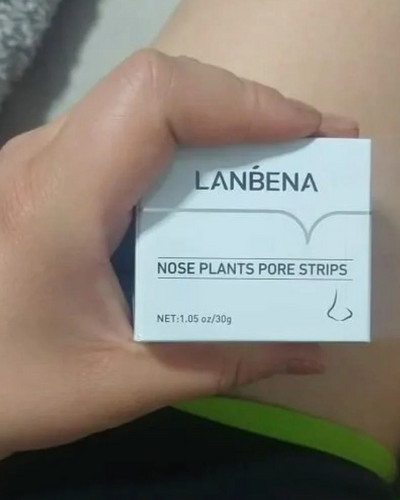 LANBENA
NOSE PLANTS PORE STRIPS
NET:1.05 oz/30g